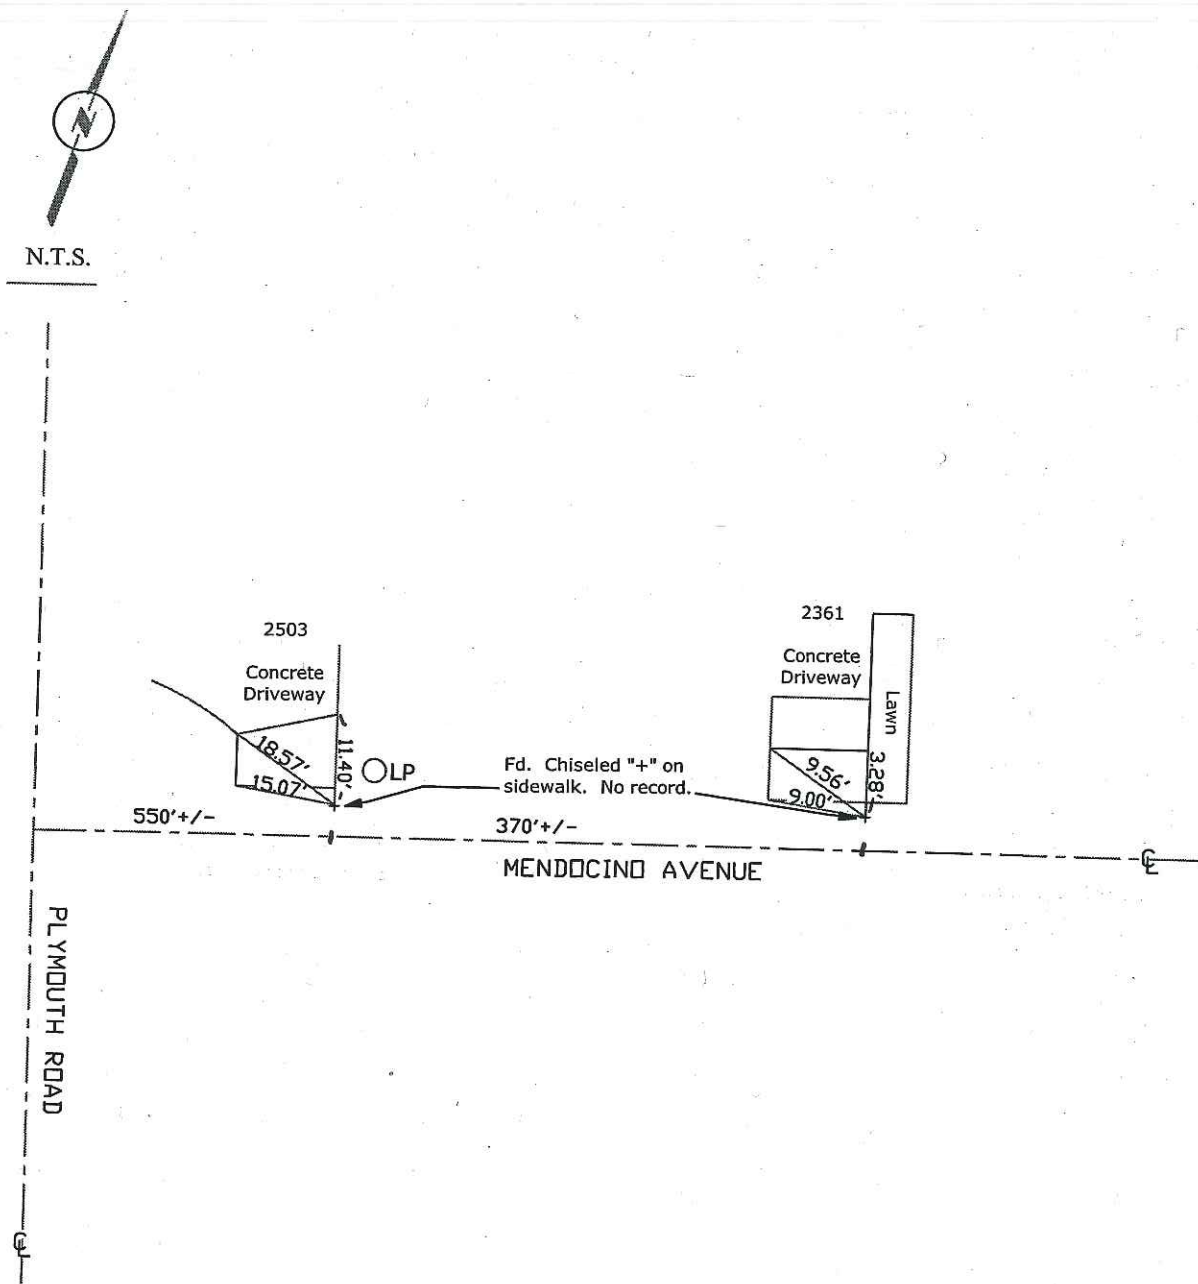 N
N.T.S.
2503
Concrete
Driveway
18.57'
15.07'
11.40'
LP
550'+/-
Fd. Chiseled "+" on
sidewalk. No record.
370'+/-
2361
Concrete
Driveway
Lawn
9.56'
9.00'
3.28'
MENDOCINO AVENUE
℄
PLYMOUTH ROAD
℄